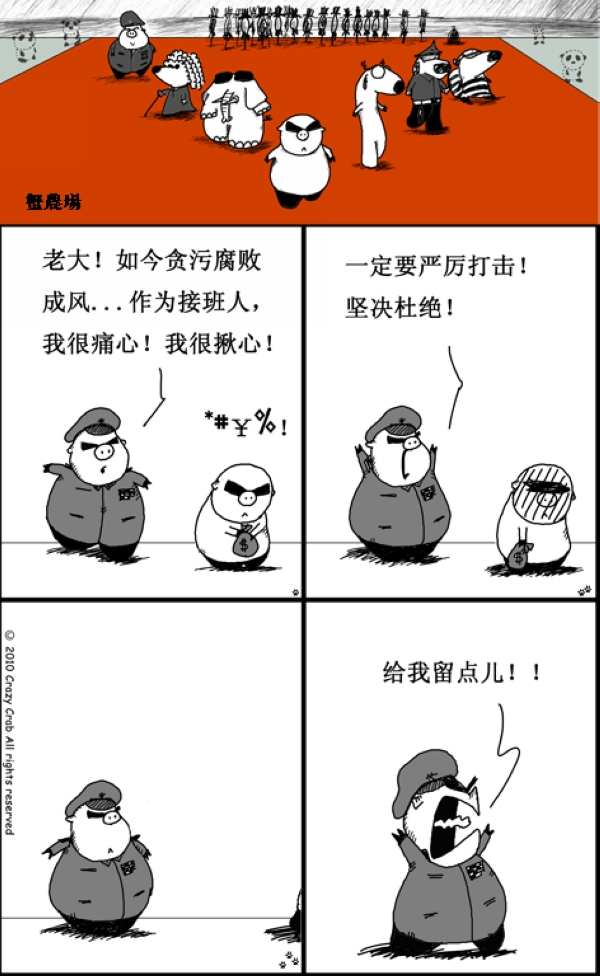 蟹農場
老大！如今贪污腐败
成风...作为接班人，
我很痛心！我很揪心！
*#￥%!
$
一定要严厉打击！
坚决杜绝！
$
© 2010 Crazy Crab All rights reserved
给我留点儿！！